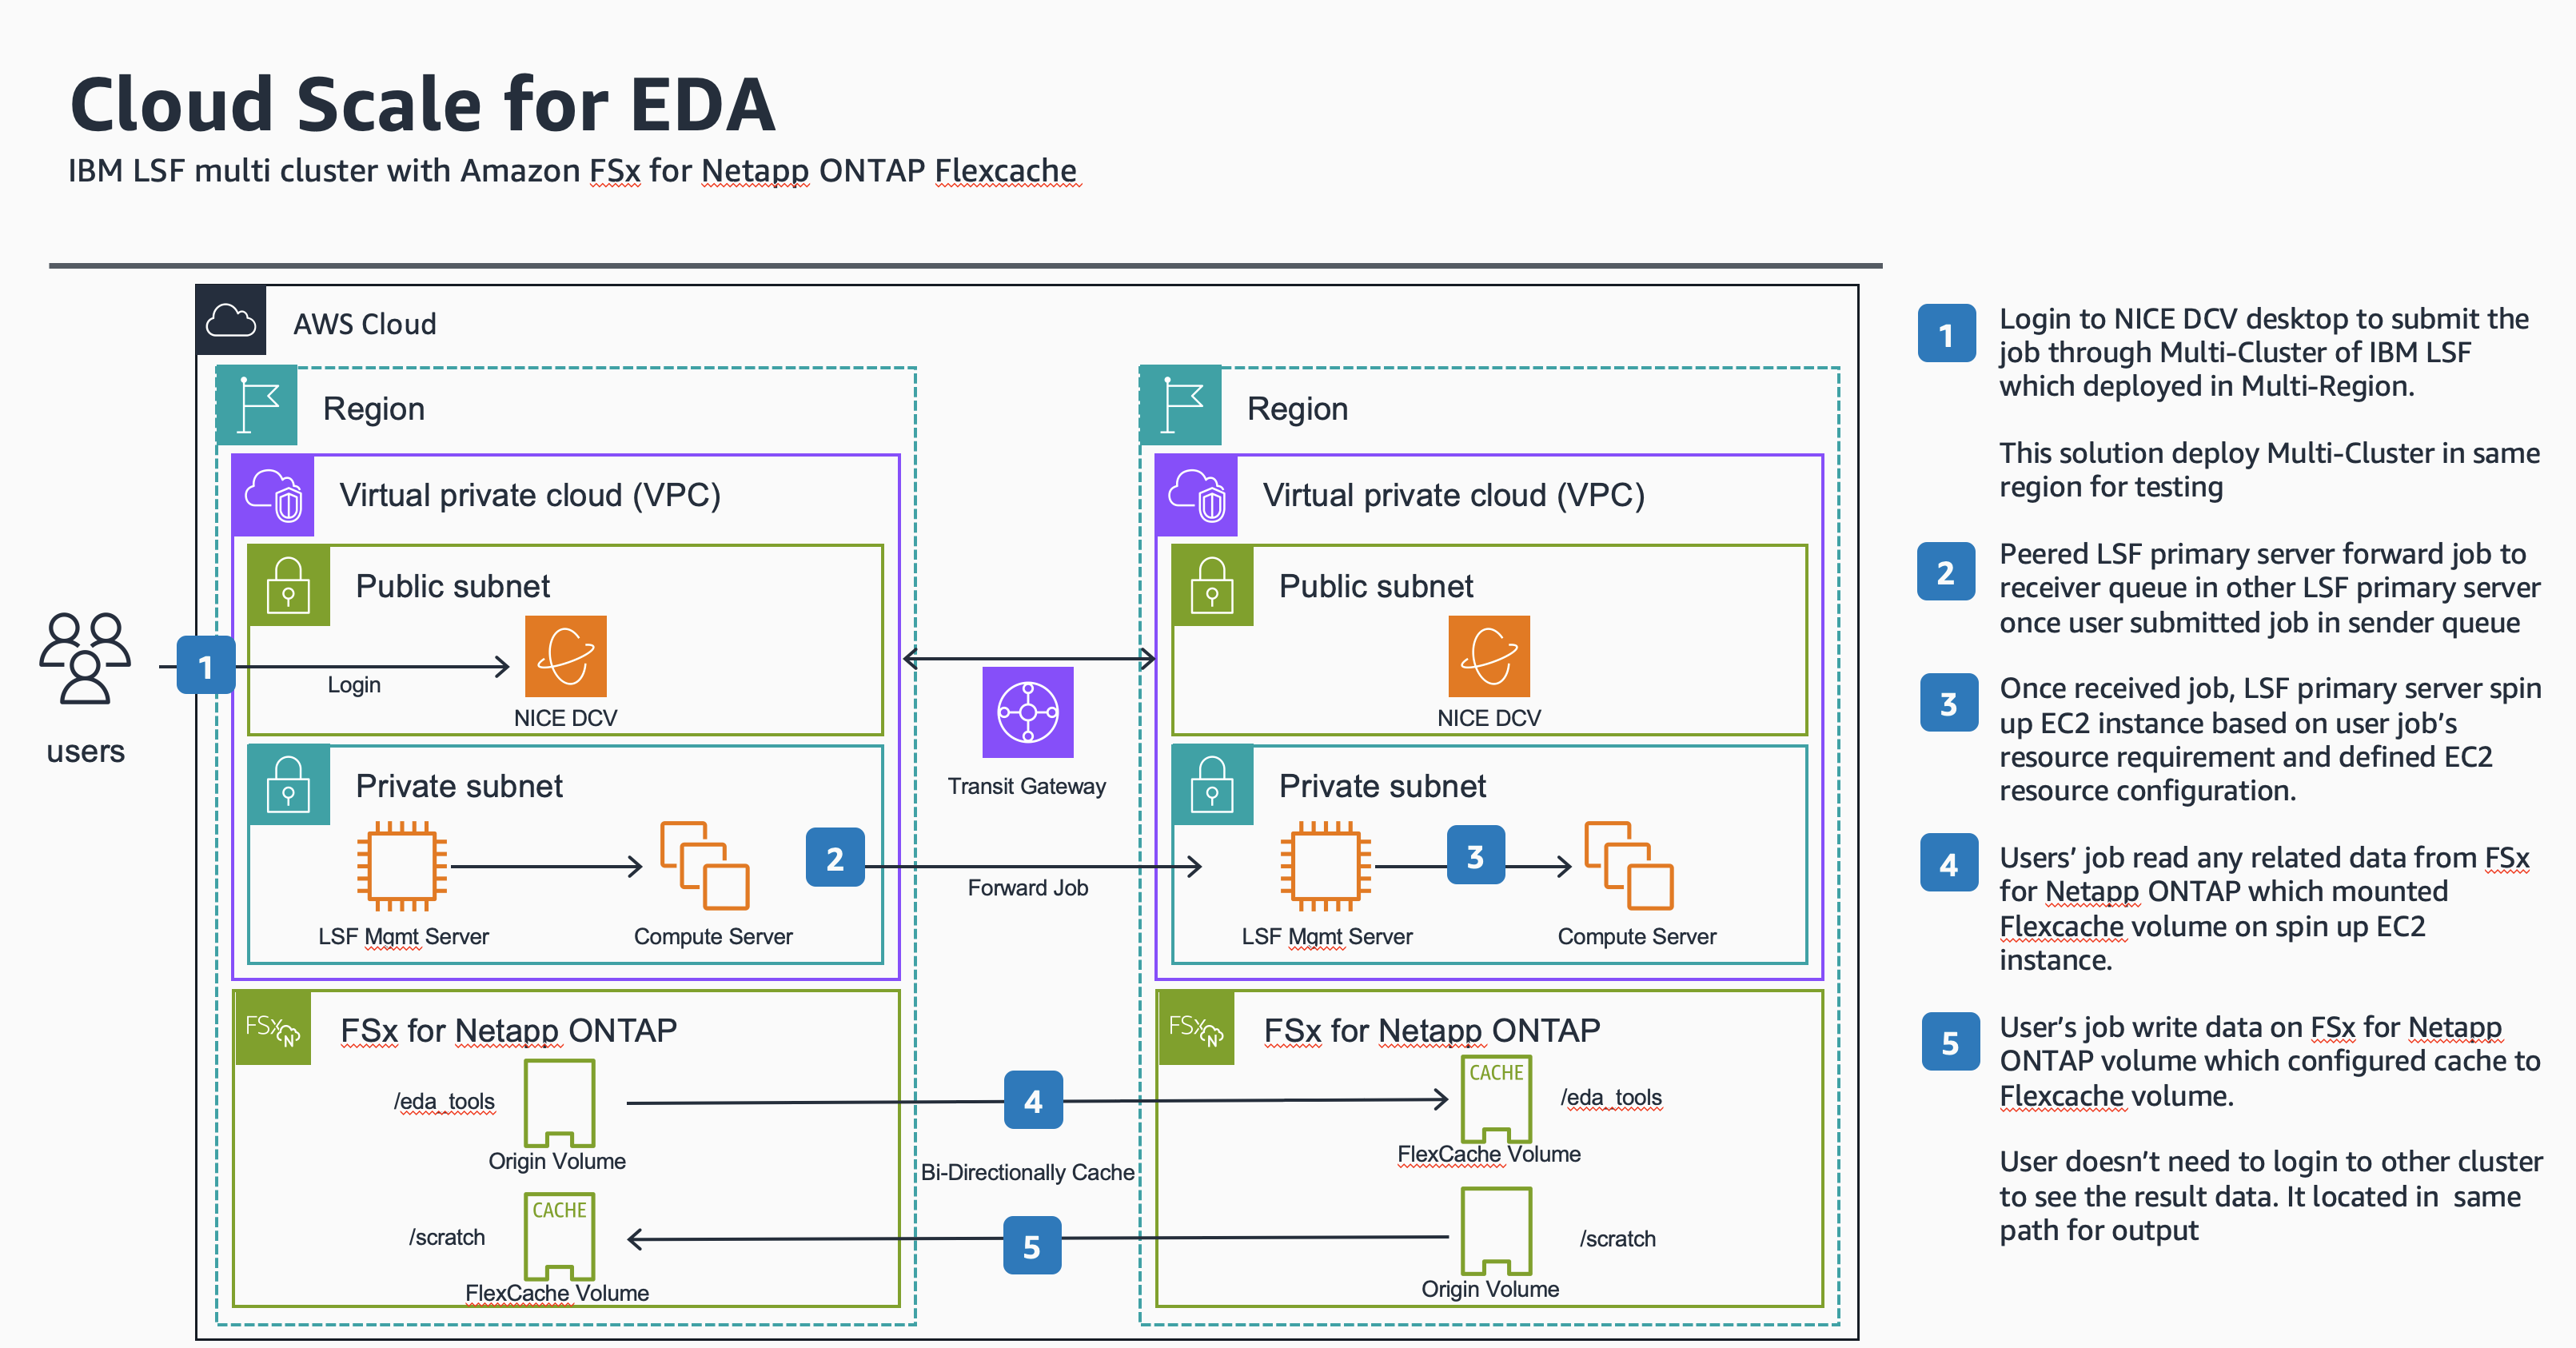 Cloud Scale for EDA
IBM LSF multi cluster with Amazon FSx for Netapp ONTAP Flexcache
AWS Cloud
Region
Virtual private cloud (VPC)
Public subnet
NICE DCV
users
1
Login
Private subnet
LSF Mgmt Server
Compute Server
2
Forward Job
Transit Gateway
Region
Virtual private cloud (VPC)
Public subnet
NICE DCV
Private subnet
LSF Mgmt Server
3
Compute Server
FSx
N
FSx for Netapp ONTAP
/eda_tools
Origin Volume
CACHE
/scratch
FlexCache Volume
4
Bi-Directionally Cache
5
FSx
N
FSx for Netapp ONTAP
CACHE
/eda_tools
FlexCache Volume
/scratch
Origin Volume
1
Login to NICE DCV desktop to submit the
job through Multi-Cluster of IBM LSF
which deployed in Multi-Region.
This solution deploy Multi-Cluster in same
region for testing
2
Peered LSF primary server forward job to
receiver queue in other LSF primary server
once user submitted job in sender queue
3
Once received job, LSF primary server spin
up EC2 instance based on user job's
resource requirement and defined EC2
resource configuration.
4
Users' job read any related data from FSx
for Netapp ONTAP which mounted
Flexcache volume on spin up EC2
instance.
5
User's job write data on FSx for Netapp
ONTAP volume which configured cache to
Flexcache volume.
User doesn't need to login to other cluster
to see the result data. It located in  same
path for output